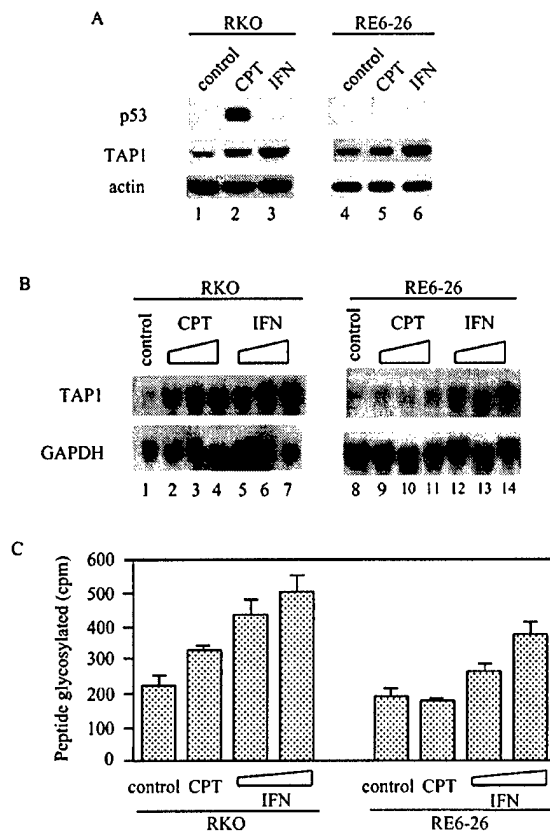 A
RKO
RE6-26
control
CPT
IFN
control
CPT
IFN
p53
TAP1
actin
1 2 3 4 5 6
B
RKO
RE6-26
control
CPT
IFN
control
CPT
IFN
TAP1
GAPDH
1 2 3 4 5 6 7 8 9 10 11 12 13 14
C
Peptide glycosylated (cpm)
600
500
400
300
200
100
0
control CPT IFN control CPT IFN
RKO RE6-26